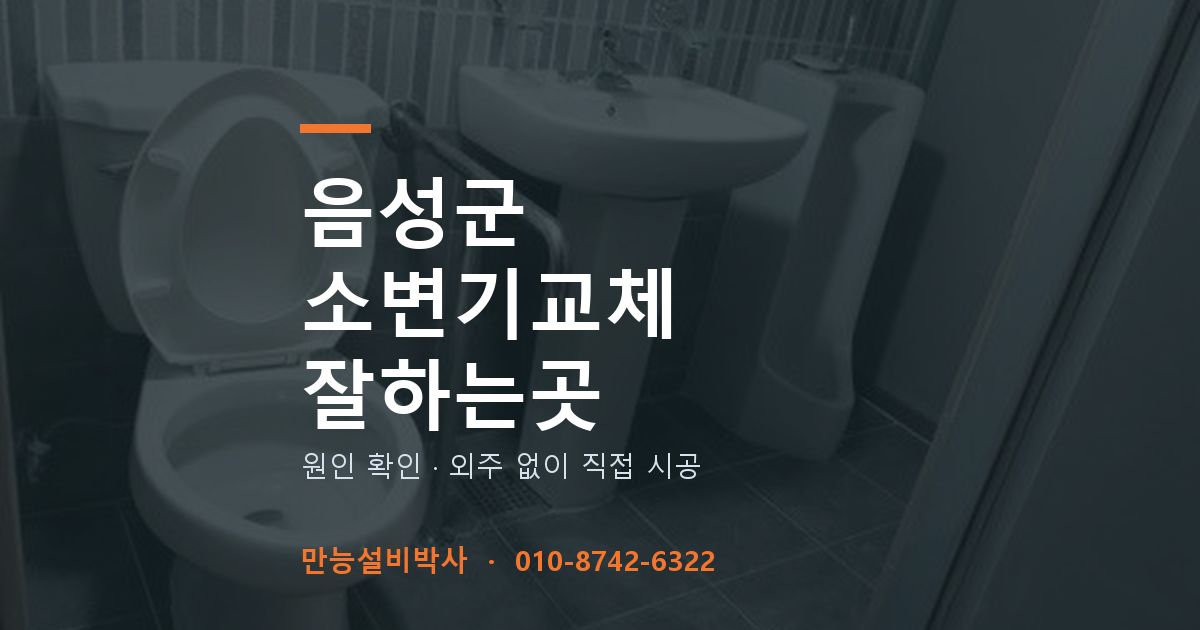 음성군
소변기교체
잘하는곳
원인 확인 · 외주 없이 직접 시공
만능설비박사 · 010-8742-6322